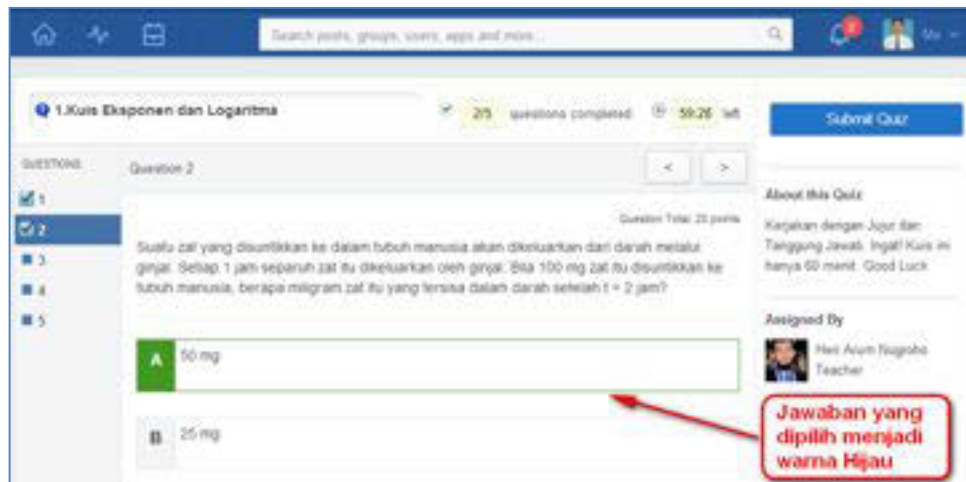 Search posts, groups, users, apps and more...
2
Me
1.Kuis Eksponen dan Logaritma
2/5 questions completed
59:26 left
Submit Quiz
QUESTIONS
1
2
3
4
5
Question 2
<
>
Question Total: 20 points
Suatu zat yang disuntikkan ke dalam tubuh manusia akan dikeluarkan dari darah melalui
ginjal. Setiap 1 jam separuh zat itu dikeluarkan oleh ginjal. Bila 100 mg zat itu disuntikkan ke
tubuh manusia, berapa miligram zat itu yang tersisa dalam darah setelah t = 2 jam?
A 50 mg
B 25 mg
About this Quiz
Kerjakan dengan Jujur dan
Tanggung Jawab. Ingat! Kuis ini
hanya 60 menit. Good Luck
Assigned By
Heri Arum Nugroho
Teacher
Jawaban yang
dipilih menjadi
warna Hijau